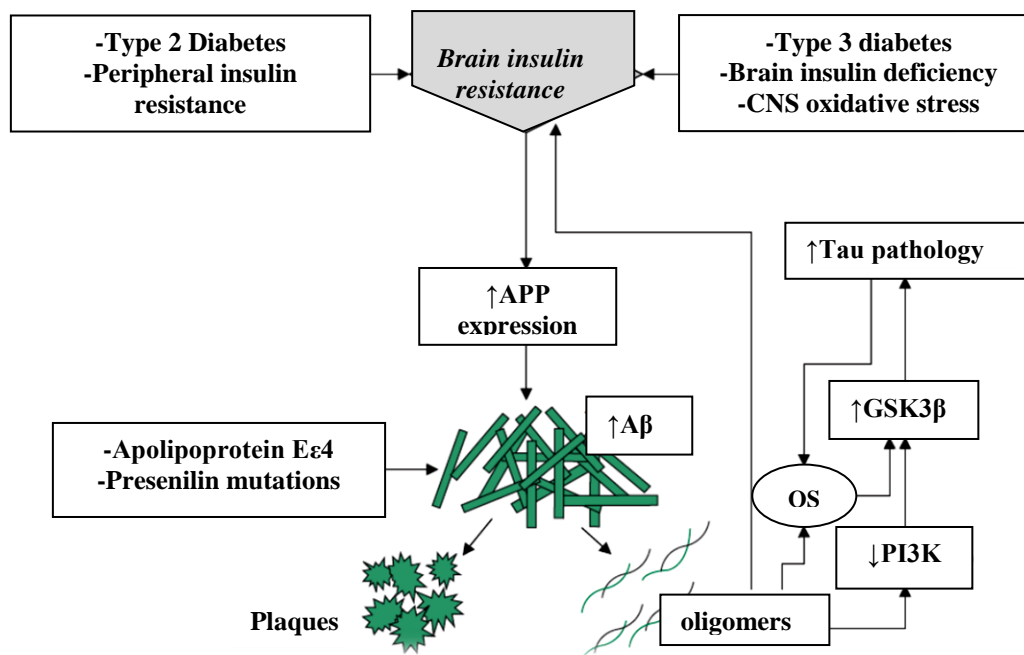 -Type 2 Diabetes
-Peripheral insulin
resistance
Brain insulin
resistance
-Type 3 diabetes
-Brain insulin deficiency
-CNS oxidative stress
↑Tau pathology
↑APP
expression
↑GSK3β
↑Aβ
-Apolipoprotein Eε4
-Presenilin mutations
OS
↓PI3K
Plaques
oligomers